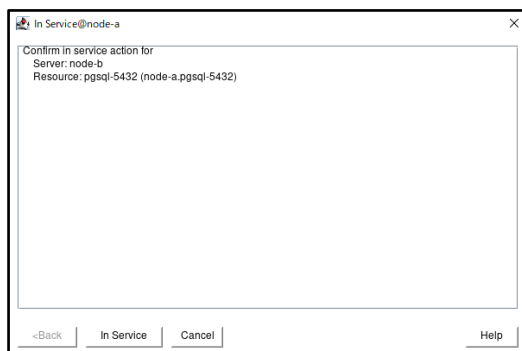 In Service@node-a
Confirm in service action for
Server: node-b
Resource: pgsql-5432 (node-a.pgsql-5432)
<Back In Service Cancel Help